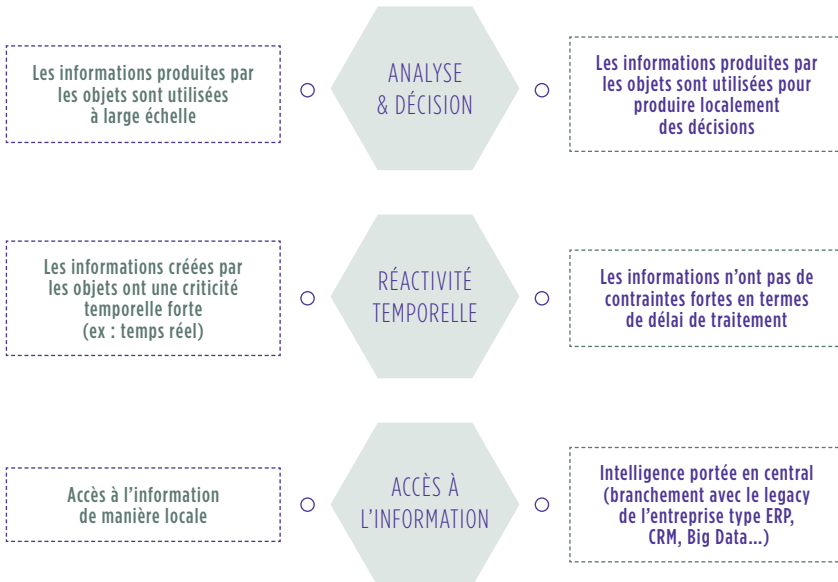 Les informations produites par
les objets sont utilisées
à large échelle
ANALYSE
& DÉCISION
Les informations produites par
les objets sont utilisées pour
produire localement
des décisions
Les informations créées par
les objets ont une criticité
temporelle forte
(ex : temps réel)
RÉACTIVITÉ
TEMPORELLE
Les informations n’ont pas de
contraintes fortes en termes
de délai de traitement
Accès à l’information
de manière locale
ACCÈS À
L’INFORMATION
Intelligence portée en central
(branchement avec le legacy
de l’entreprise type ERP,
CRM, Big Data...)